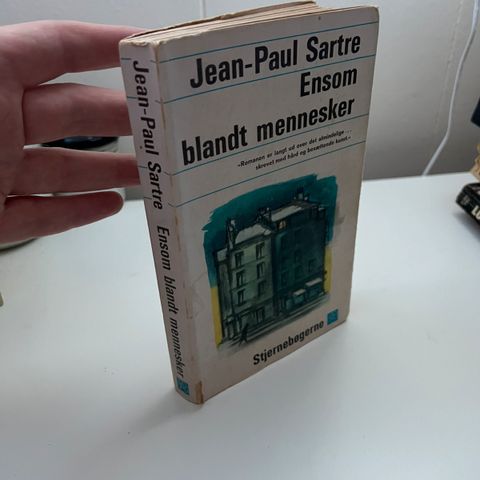 Jean-Paul Sartre
Ensom
blandt mennesker
»Romanen er langt ud over det almindelige . . .
skrevet med hård og besættende kunst.«
Stjernebøgerne
Jean-Paul Sartre Ensom blandt mennesker